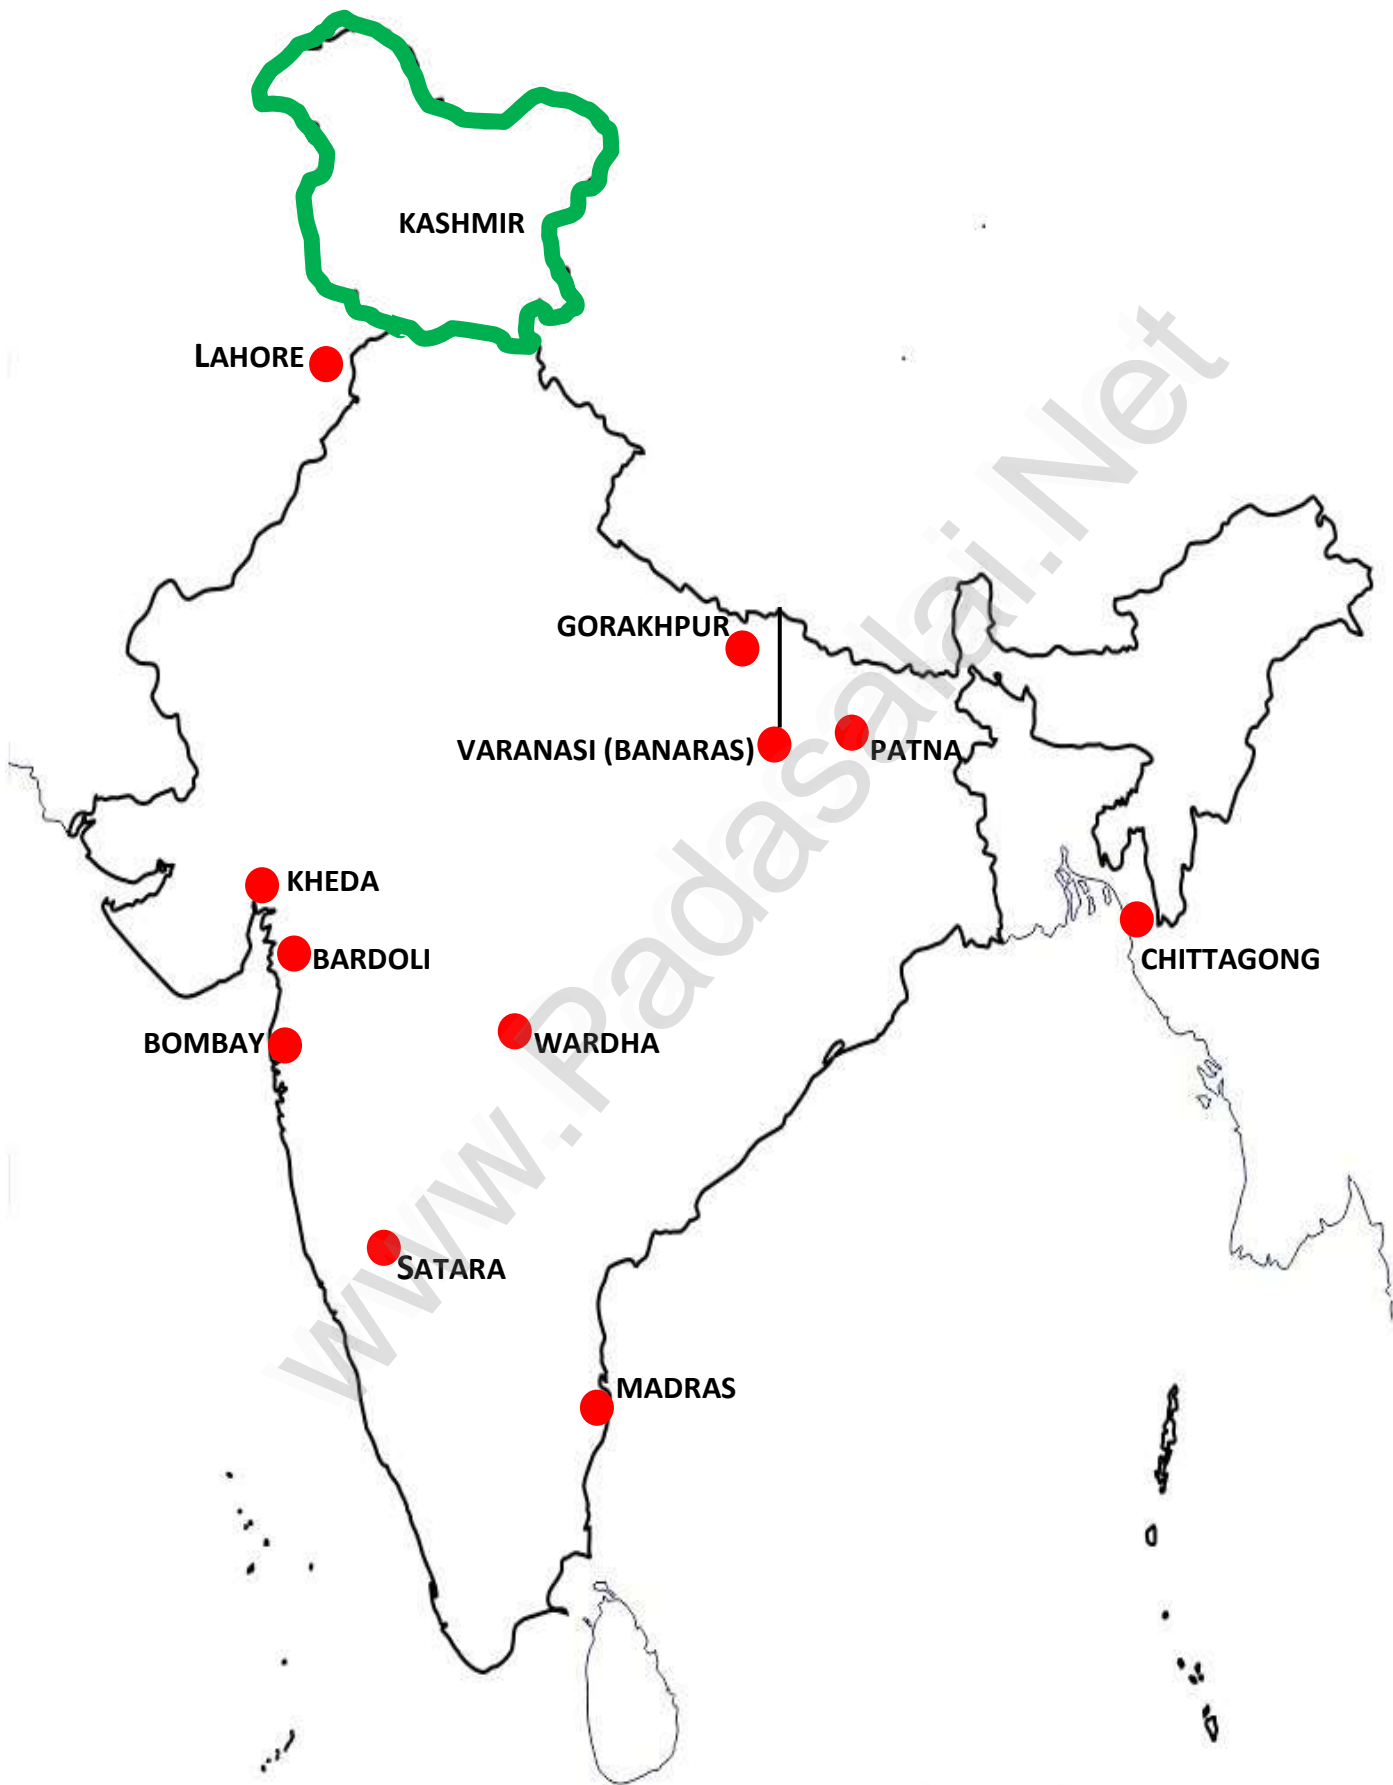 KASHMIR
LAHORE
GORAKHPUR
VARANASI (BANARAS)
PATNA
KHEDA
BARDOLI
CHITTAGONG
BOMBAY
WARDHA
SATARA
MADRAS
www.Padasalai.Net